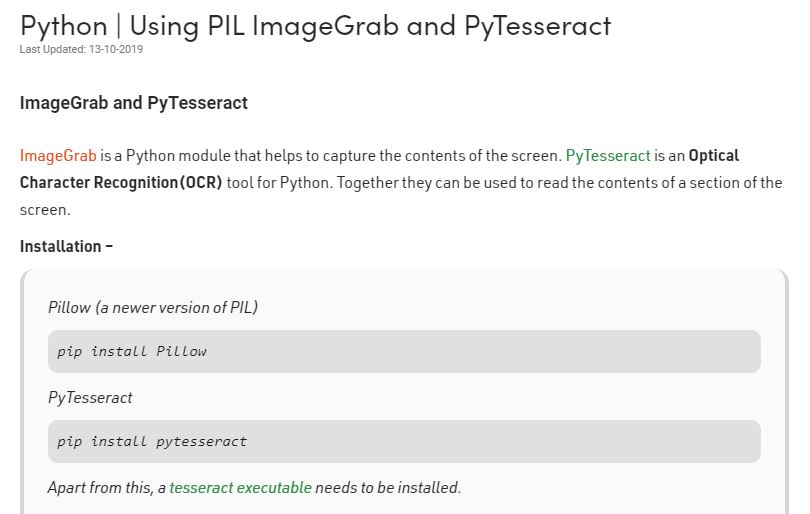 Python | Using PIL ImageGrab and PyTesseract
Last Updated: 13-10-2019
ImageGrab and PyTesseract
ImageGrab is a Python module that helps to capture the contents of the screen. PyTesseract is an Optical
Character Recognition(OCR) tool for Python. Together they can be used to read the contents of a section of the
screen.
Installation –
Pillow (a newer version of PIL)
pip install Pillow
PyTesseract
pip install pytesseract
Apart from this, a tesseract executable needs to be installed.